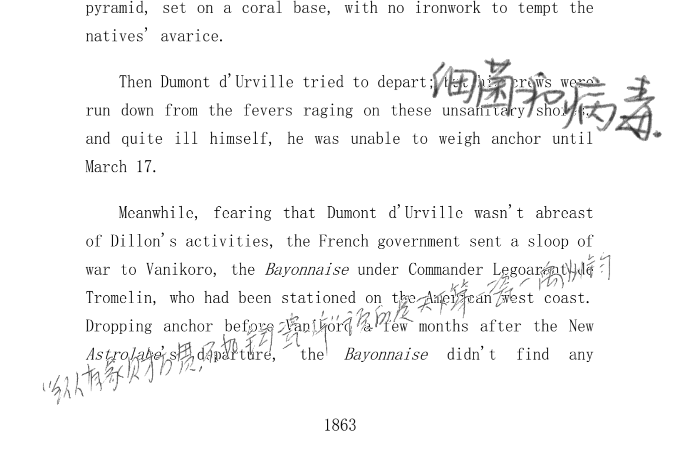 pyramid, set on a coral base, with no ironwork to tempt the
natives' avarice.
Then Dumont d'Urville tried to depart; but his crews were
细菌和病毒
run down from the fevers raging on these unsanitary shores,
and quite ill himself, he was unable to weigh anchor until
March 17.
Meanwhile, fearing that Dumont d'Urville wasn't abreast
of Dillon's activities, the French government sent a sloop of
war to Vanikoro, the Bayonnaise under Commander Legoarant de
Tromelin, who had been stationed on the American west coast.
Dropping anchor before Vanikoro a few months after the New
Astrolabe's departure, the Bayonnaise didn't find any
1863